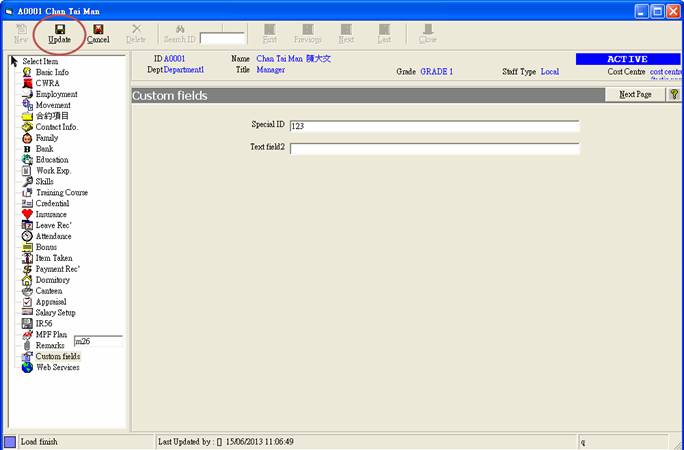 A0001 Chan Tai Man
New Update Cancel Delete Search ID First Previous Next Last Close
Select Item
Basic Info
CWRA
Employment
Movement
合約項目
Contact Info.
Family
Bank
Education
Work Exp.
Skills
Training Course
Credential
Insurance
Leave Rec'
Attendance
Bonus
Item Taken
Payment Rec'
Dormitory
Canteen
Appraisal
Salary Setup
IR56
MPF Plan
Remarks
m26
Custom fields
Web Services
ID A0001 Name Chan Tai Man 陳大文 ACTIVE
Dept Department1 Title Manager Grade GRADE 1 Staff Type Local Cost Centre cost centre
Custom fields Next Page ?
Special ID 123
Text field2
Load finish Last Updated by : [] 15/06/2013 11:06:49 q